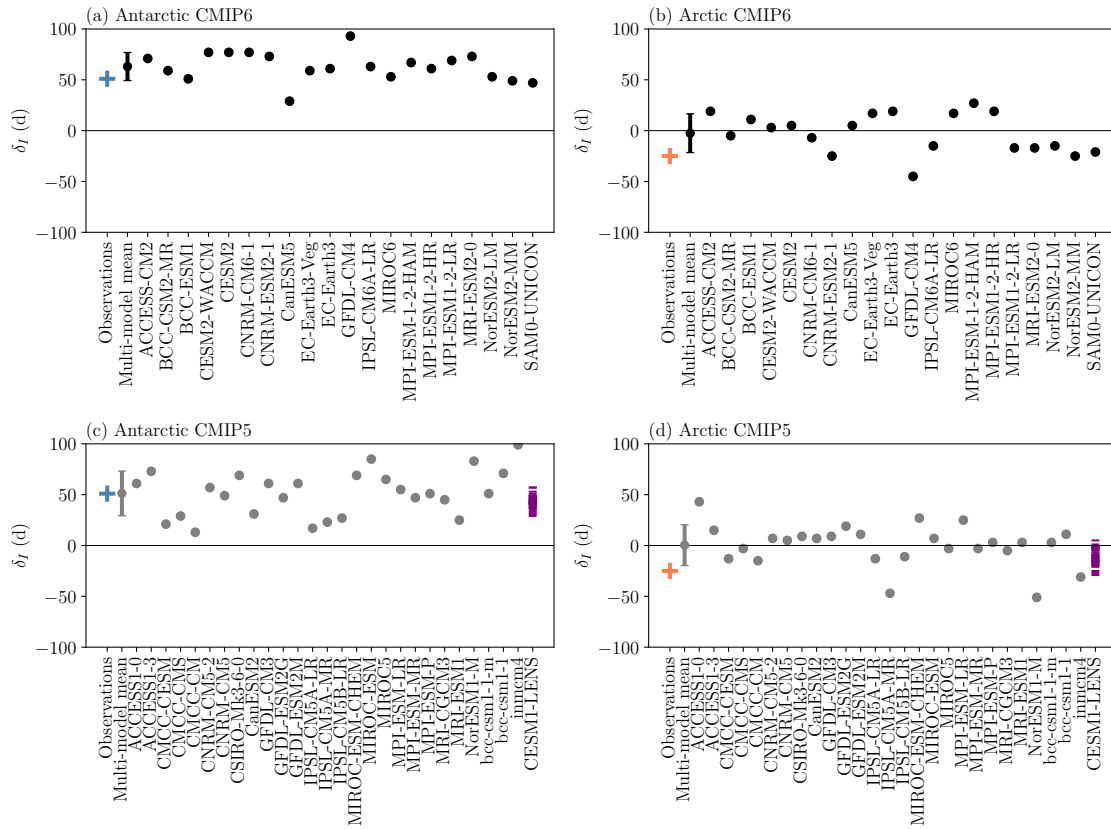 (a) Antarctic CMIP6
100
50
0
−50
−100
δI (d)
Observations
Multi-model mean
ACCESS-CM2
BCC-CSM2-MR
BCC-ESM1
CESM2-WACCM
CESM2
CNRM-CM6-1
CNRM-ESM2-1
CanESM5
EC-Earth3-Veg
EC-Earth3
GFDL-CM4
IPSL-CM6A-LR
MIROC6
MPI-ESM-1-2-HAM
MPI-ESM1-2-HR
MPI-ESM1-2-LR
MRI-ESM2-0
NorESM2-LM
NorESM2-MM
SAM0-UNICON
(b) Arctic CMIP6
100
50
0
−50
−100
δI (d)
Observations
Multi-model mean
ACCESS-CM2
BCC-CSM2-MR
BCC-ESM1
CESM2-WACCM
CESM2
CNRM-CM6-1
CNRM-ESM2-1
CanESM5
EC-Earth3-Veg
EC-Earth3
GFDL-CM4
IPSL-CM6A-LR
MIROC6
MPI-ESM-1-2-HAM
MPI-ESM1-2-HR
MPI-ESM1-2-LR
MRI-ESM2-0
NorESM2-LM
NorESM2-MM
SAM0-UNICON
(c) Antarctic CMIP5
100
50
0
−50
−100
δI (d)
Observations
Multi-model mean
ACCESS1-0
ACCESS1-3
CMCC-CESM
CMCC-CMS
CMCC-CM
CNRM-CM5-2
CNRM-CM5
CSIRO-Mk3-6-0
CanESM2
GFDL-CM3
GFDL-ESM2G
GFDL-ESM2M
IPSL-CM5A-LR
IPSL-CM5A-MR
IPSL-CM5B-LR
MIROC-ESM-CHEM
MIROC-ESM
MIROC5
MPI-ESM-LR
MPI-ESM-MR
MPI-ESM-P
MRI-CGCM3
MRI-ESM1
NorESM1-M
bcc-csm1-1-m
bcc-csm1-1
inmcm4
CESM1-LENS
(d) Arctic CMIP5
100
50
0
−50
−100
δI (d)
Observations
Multi-model mean
ACCESS1-0
ACCESS1-3
CMCC-CESM
CMCC-CMS
CMCC-CM
CNRM-CM5-2
CNRM-CM5
CSIRO-Mk3-6-0
CanESM2
GFDL-CM3
GFDL-ESM2G
GFDL-ESM2M
IPSL-CM5A-LR
IPSL-CM5A-MR
IPSL-CM5B-LR
MIROC-ESM-CHEM
MIROC-ESM
MIROC5
MPI-ESM-LR
MPI-ESM-MR
MPI-ESM-P
MRI-CGCM3
MRI-ESM1
NorESM1-M
bcc-csm1-1-m
bcc-csm1-1
inmcm4
CESM1-LENS